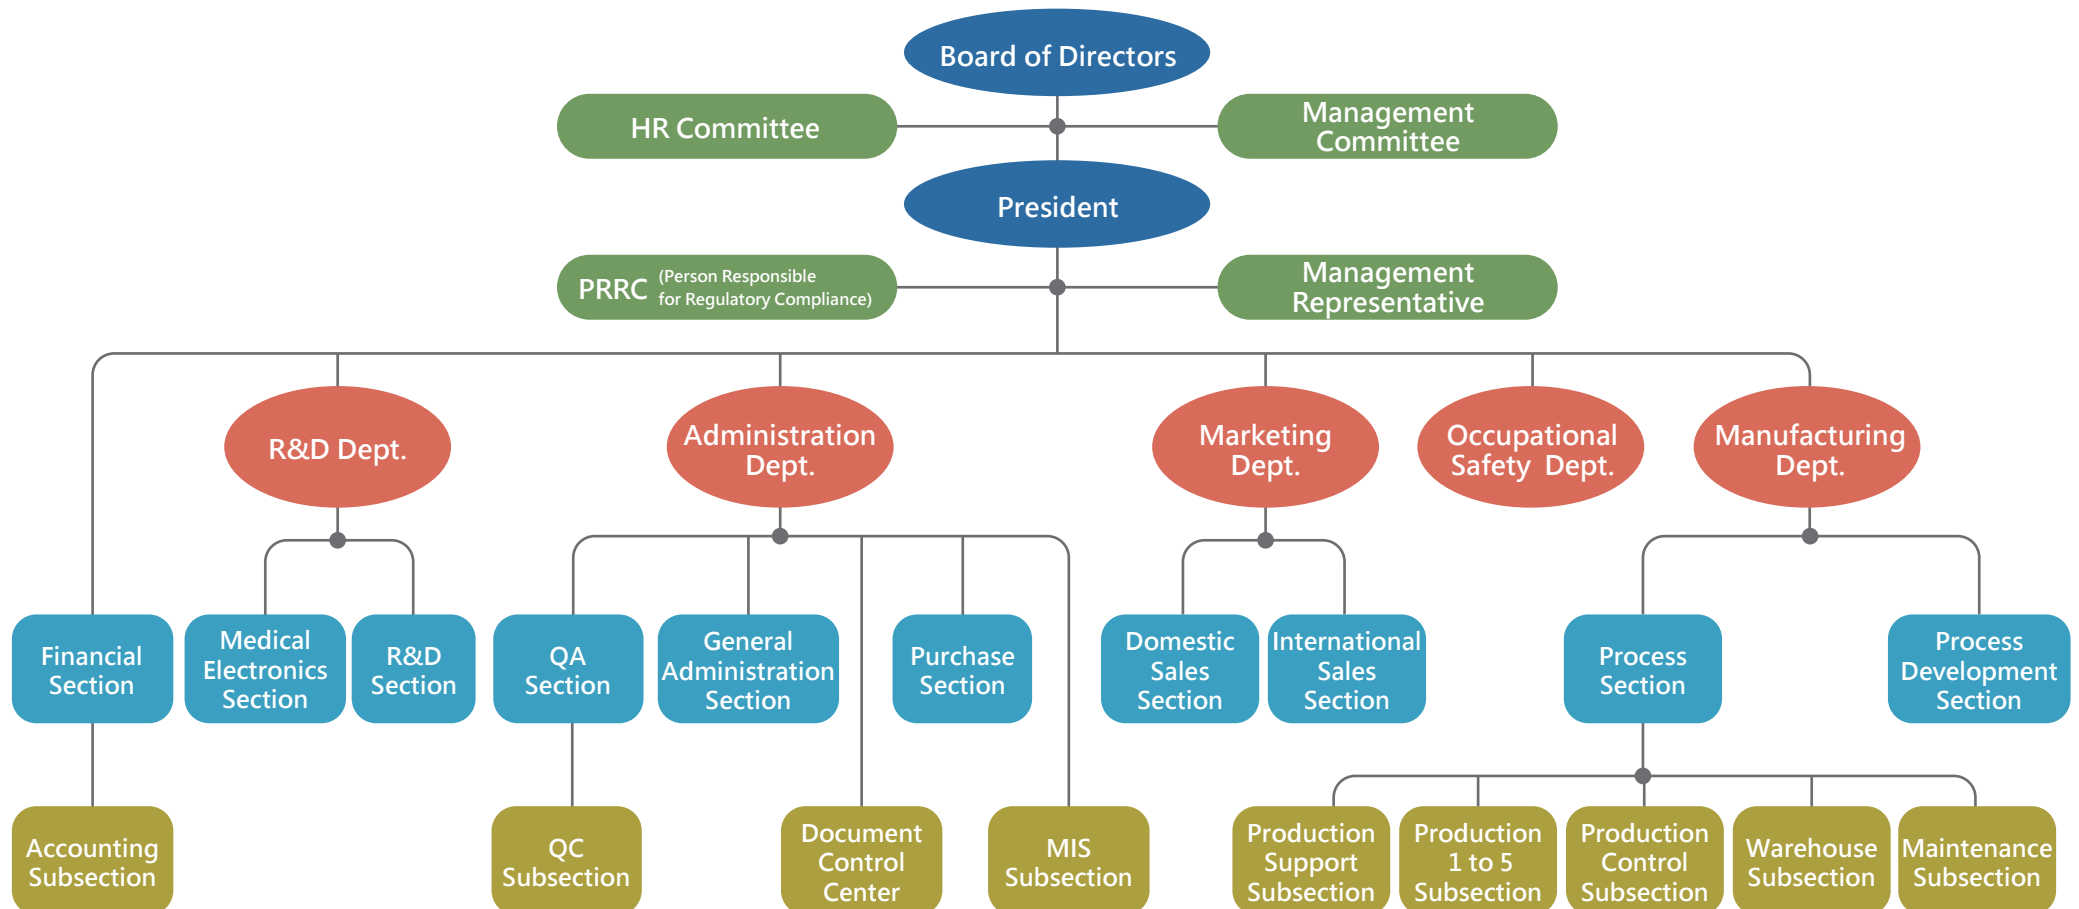 Board of Directors
HR Committee
Management
Committee
President
PRRC (Person Responsible
for Regulatory Compliance)
Management
Representative
R&D Dept.
Administration
Dept.
Marketing
Dept.
Occupational
Safety Dept.
Manufacturing
Dept.
Financial
Section
Medical
Electronics
Section
R&D
Section
QA
Section
General
Administration
Section
Purchase
Section
Domestic
Sales
Section
International
Sales
Section
Process
Section
Process
Development
Section
Accounting
Subsection
QC
Subsection
Document
Control
Center
MIS
Subsection
Production
Support
Subsection
Production
1 to 5
Subsection
Production
Control
Subsection
Warehouse
Subsection
Maintenance
Subsection